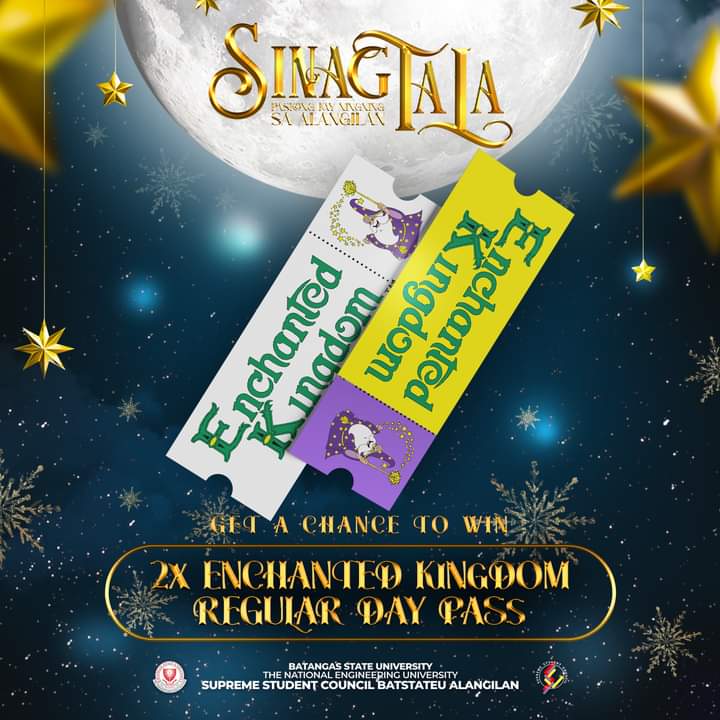 SINAGTALA
PASKONG MAY NINGNING
SA ALANGILAN
Enchanted
Kingdom
Enchanted
Kingdom
GET A CHANCE TO WIN
2X ENCHANTED KINGDOM
REGULAR DAY PASS
BATANGAS STATE UNIVERSITY
THE NATIONAL ENGINEERING UNIVERSITY
SUPREME STUDENT COUNCIL BATSTATEU ALANGILAN